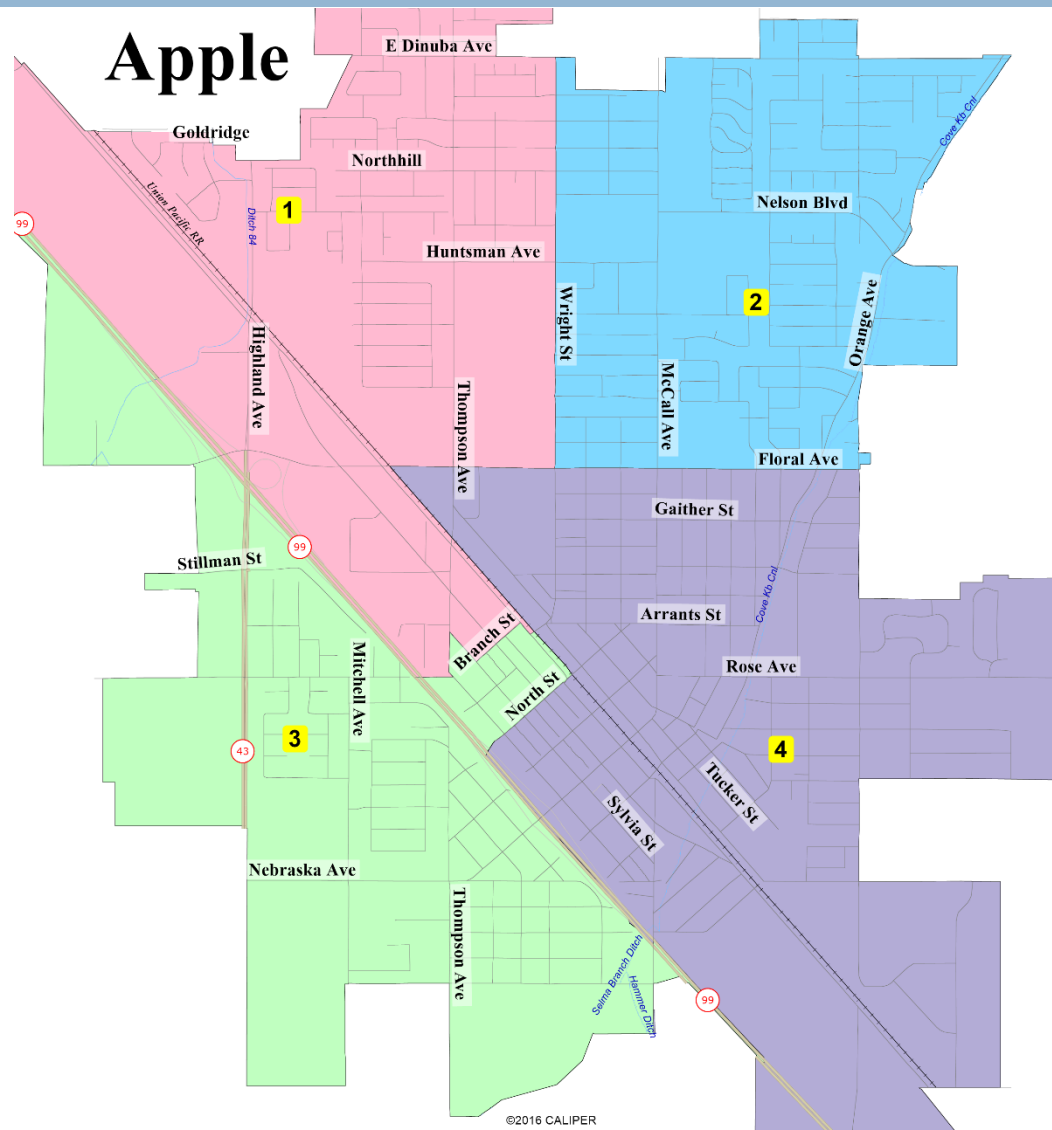 Apple
E Dinuba Ave
Goldridge
Northhill
Union Pacific RR
Ditch 84
1
99
Huntsman Ave
Nelson Blvd
Cove Kb Cnl
2
Wright St
Orange Ave
Highland Ave
McCall Ave
Thompson Ave
Floral Ave
Gaither St
99
Stillman St
Cove Kb Cnl
Arrants St
Branch St
Rose Ave
Mitchell Ave
North St
3
43
4
Tucker St
Sylvia St
Nebraska Ave
Thompson Ave
Selma Branch Ditch
Hammer Ditch
99
©2016 CALIPER